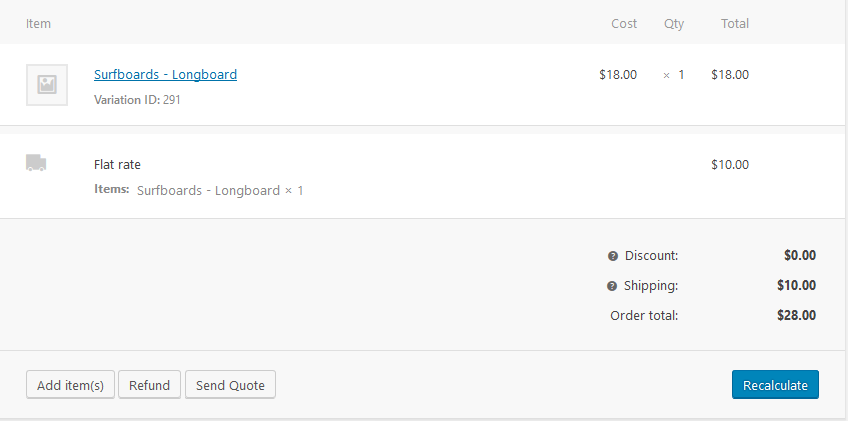 Item Cost Qty Total
Surfboards - Longboard $18.00 × 1 $18.00
Variation ID: 291
Flat rate $10.00
Items: Surfboards - Longboard × 1
Discount: $0.00
Shipping: $10.00
Order total: $28.00
Add item(s) Refund Send Quote Recalculate